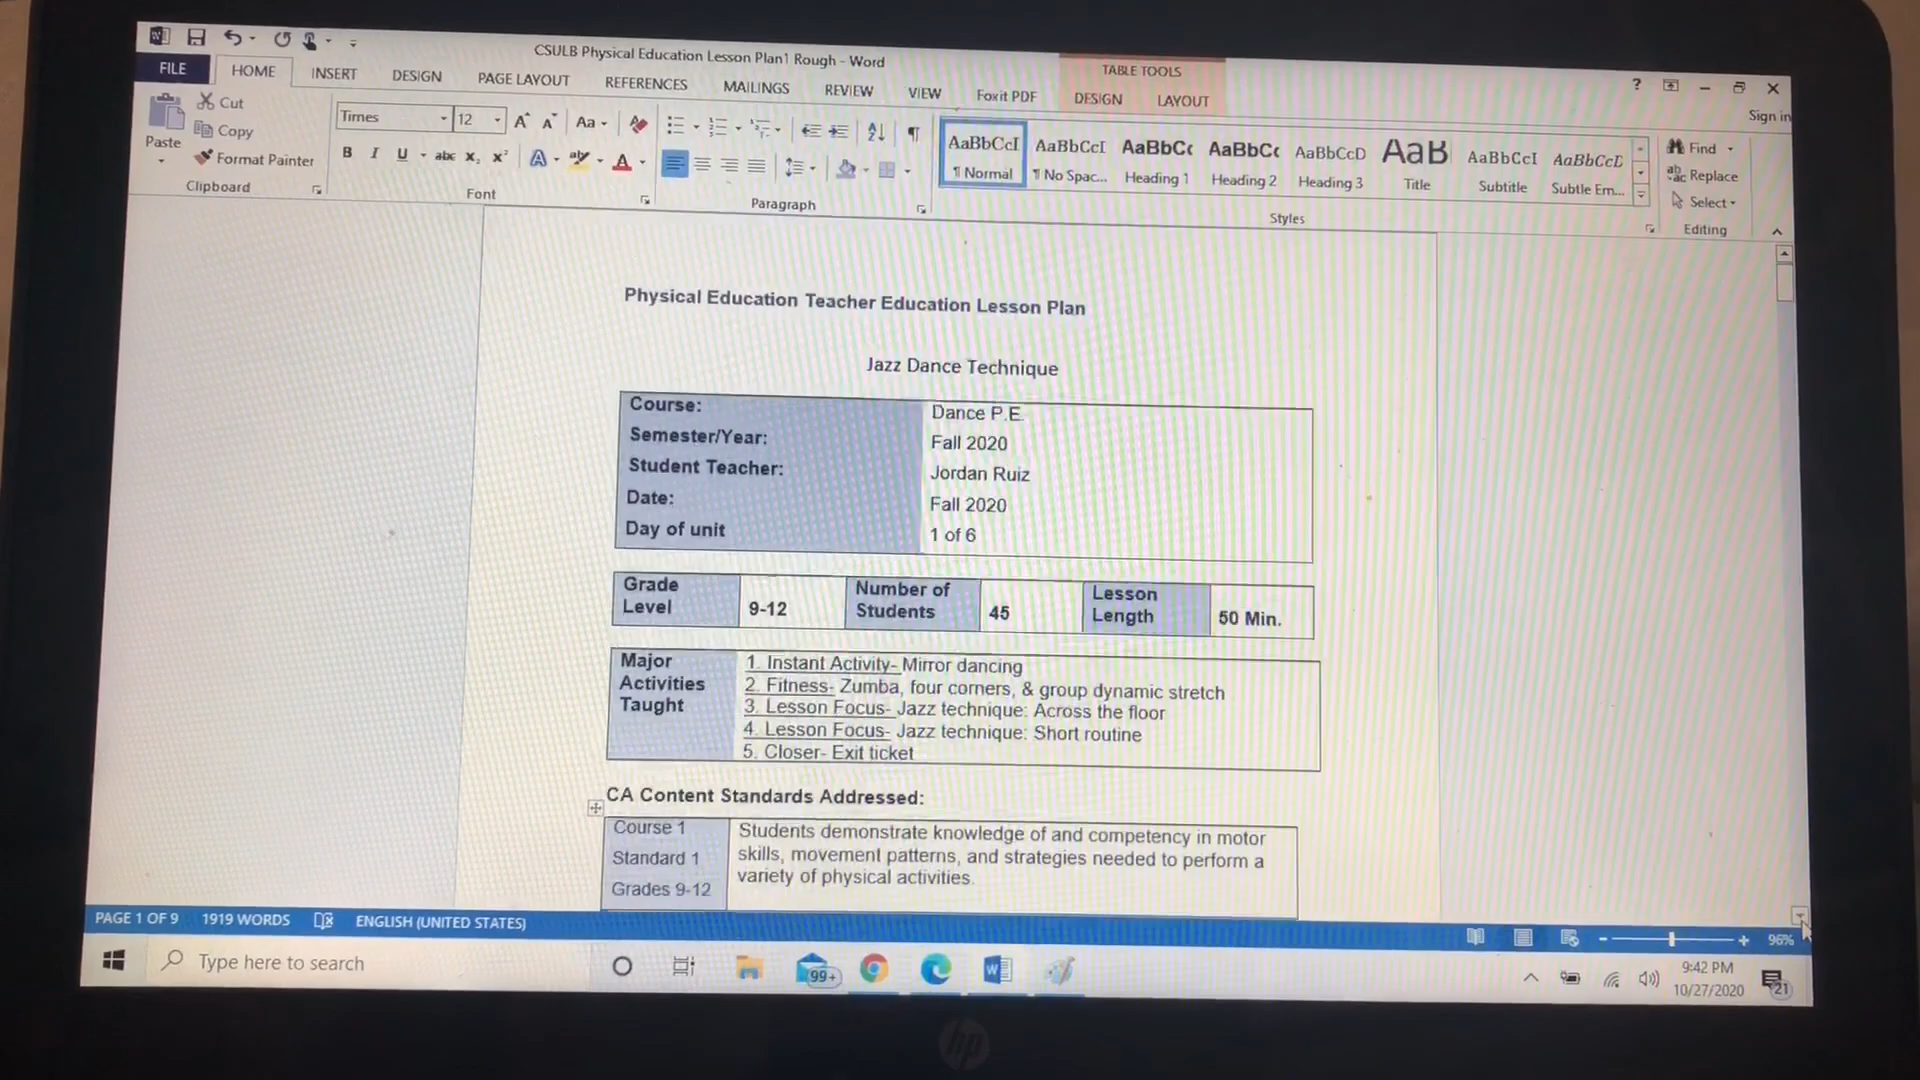 CSULB Physical Education Lesson Plan1 Rough - Word
TABLE TOOLS
FILE HOME INSERT DESIGN PAGE LAYOUT REFERENCES MAILINGS REVIEW VIEW Foxit PDF DESIGN LAYOUT
Sign in
Paste
Cut
Copy
Format Painter
Clipboard
Times 12
Font
Paragraph
AaBbCcI AaBbCcI AaBbC AaBbC AaBbCcD AaB AaBbCcI AaBbCcD
¶ Normal ¶ No Spac... Heading 1 Heading 2 Heading 3 Title Subtitle Subtle Em...
Styles
Find
Replace
Select
Editing
Physical Education Teacher Education Lesson Plan
Jazz Dance Technique
Course: Dance P.E.
Semester/Year: Fall 2020
Student Teacher: Jordan Ruiz
Date: Fall 2020
Day of unit 1 of 6
Grade Level 9-12 Number of Students 45 Lesson Length 50 Min.
Major Activities Taught
1. Instant Activity- Mirror dancing
2. Fitness- Zumba, four corners, & group dynamic stretch
3. Lesson Focus- Jazz technique: Across the floor
4. Lesson Focus- Jazz technique: Short routine
5. Closer- Exit ticket
CA Content Standards Addressed:
Course 1
Standard 1
Grades 9-12
Students demonstrate knowledge of and competency in motor
skills, movement patterns, and strategies needed to perform a
variety of physical activities.
PAGE 1 OF 9 1919 WORDS ENGLISH (UNITED STATES) 96%
Type here to search
99+
9:42 PM
10/27/2020
21
hp